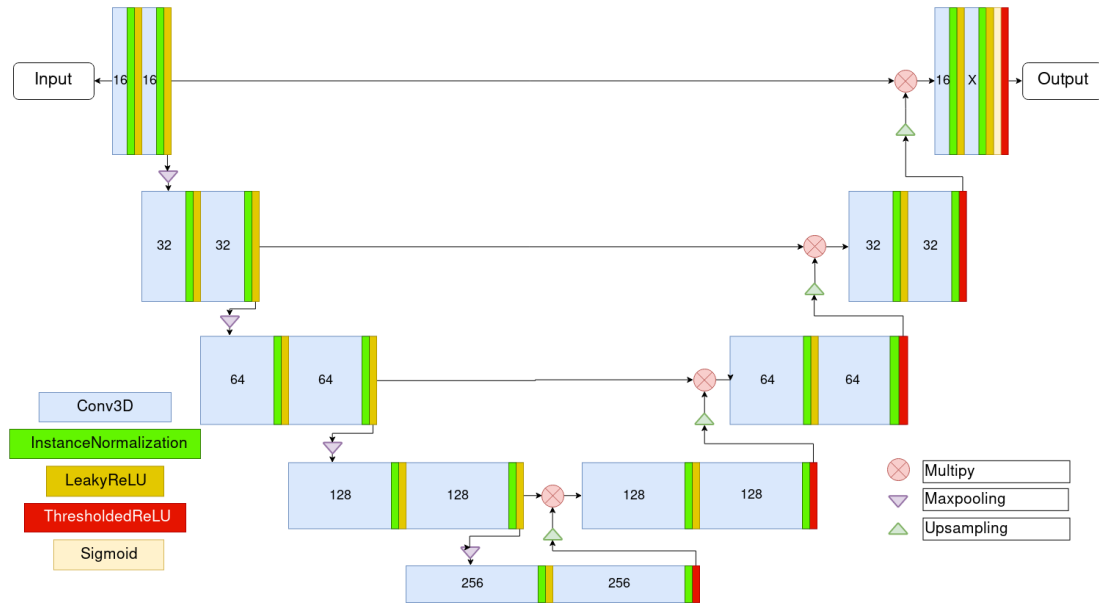 Input
16
16
16
X
Output
32
32
32
32
64
64
64
64
Conv3D
InstanceNormalization
LeakyReLU
ThresholdedReLU
Sigmoid
128
128
128
128
Multipy
Maxpooling
Upsampling
256
256